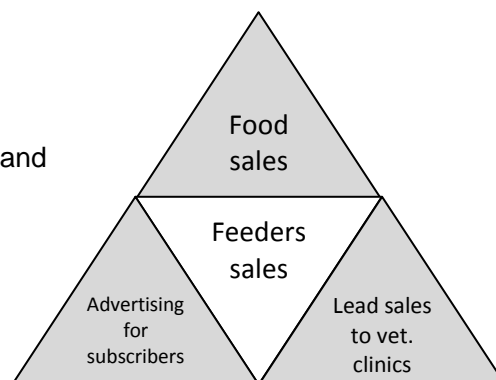 Food
sales
and
Feeders
sales
Advertising
for
subscribers
Lead sales
to vet.
clinics